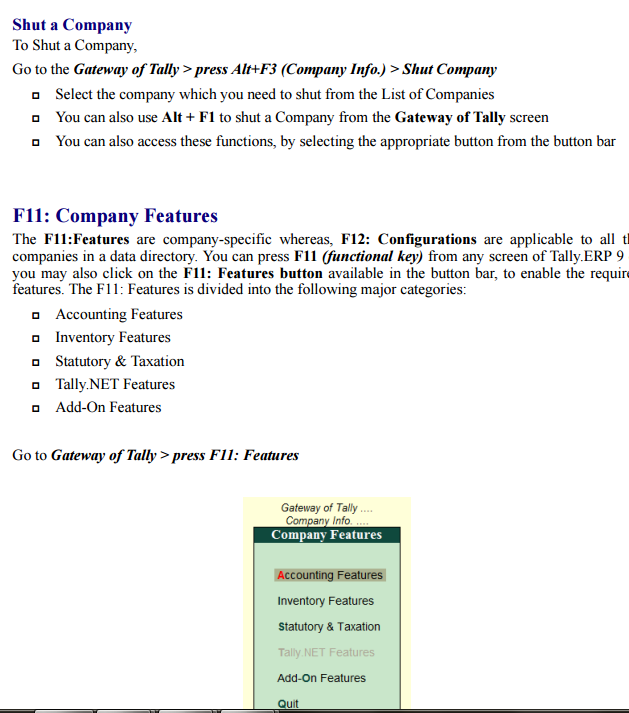 Shut a Company
To Shut a Company,
Go to the Gateway of Tally > press Alt+F3 (Company Info.) > Shut Company
Select the company which you need to shut from the List of Companies
You can also use Alt + F1 to shut a Company from the Gateway of Tally screen
You can also access these functions, by selecting the appropriate button from the button bar
F11: Company Features
The F11:Features are company-specific whereas, F12: Configurations are applicable to all
companies in a data directory. You can press F11 (functional key) from any screen of Tally.ERP 9
you may also click on the F11: Features button available in the button bar, to enable the
features. The F11: Features is divided into the following major categories:
Accounting Features
Inventory Features
Statutory & Taxation
Tally.NET Features
Add-On Features
Go to Gateway of Tally > press F11: Features
Gateway of Tally ....
Company Info. ....
Company Features
Accounting Features
Inventory Features
Statutory & Taxation
Tally.NET Features
Add-On Features
Quit